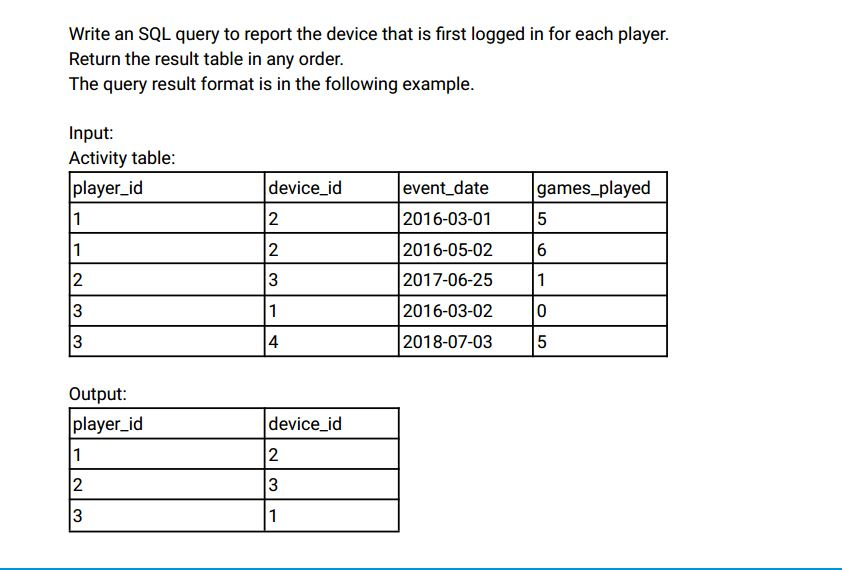 Write an SQL query to report the device that is first logged in for each player.
Return the result table in any order.
The query result format is in the following example.
Input:
Activity table:
player_id device_id event_date games_played
1 2 2016-03-01 5
1 2 2016-05-02 6
2 3 2017-06-25 1
3 1 2016-03-02 0
3 4 2018-07-03 5
Output:
player_id device_id
1 2
2 3
3 1